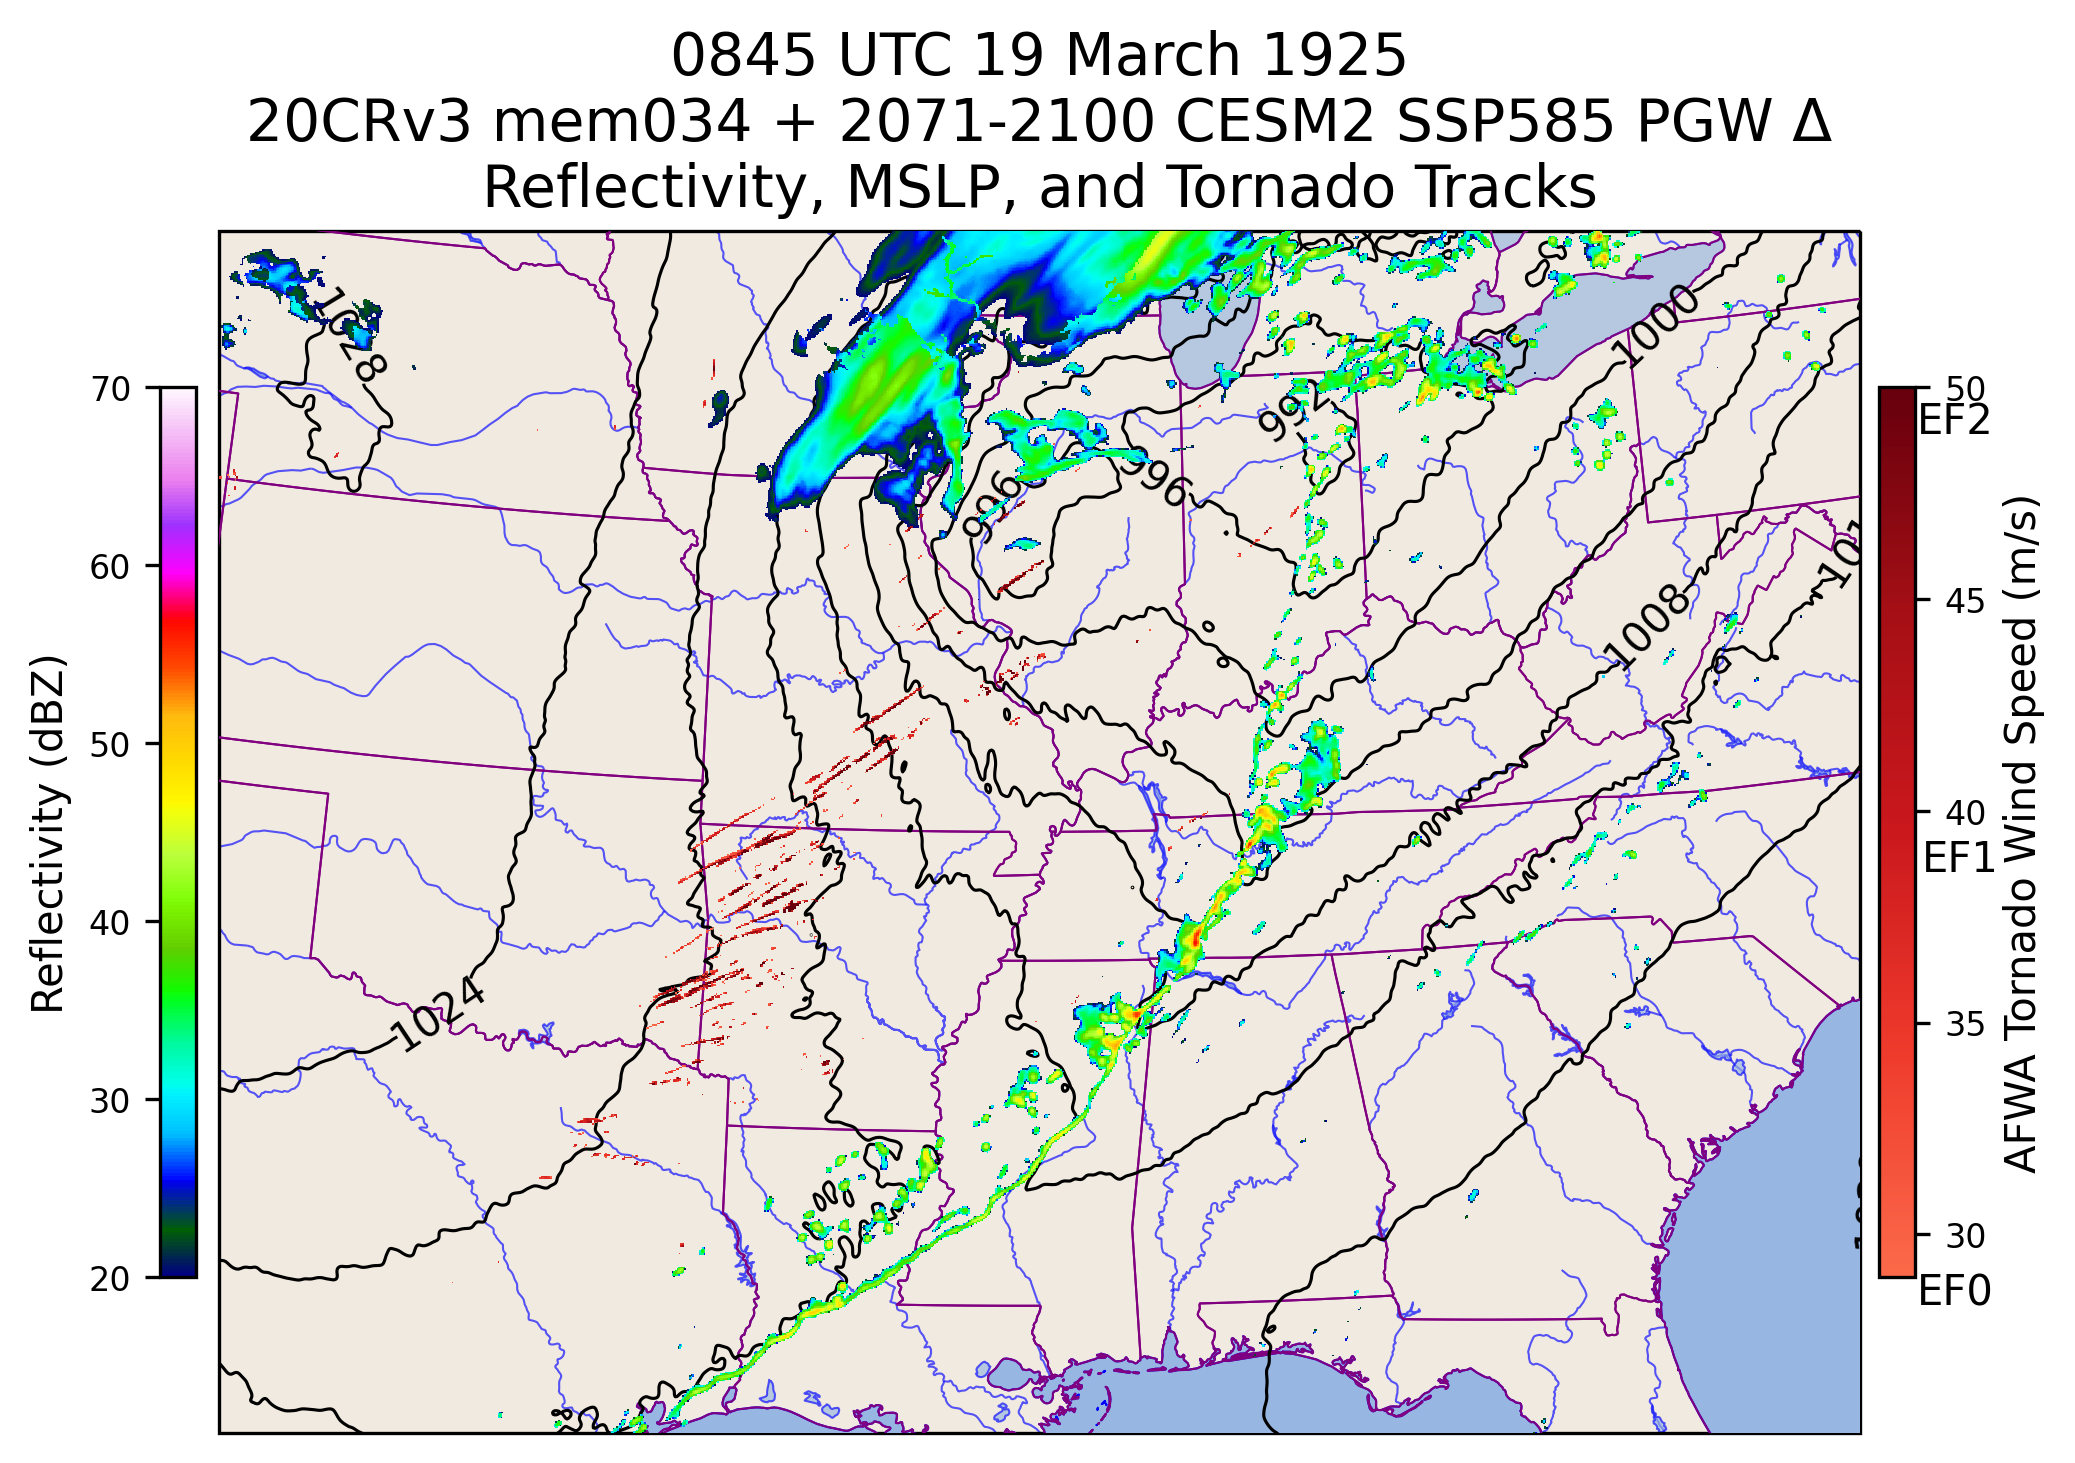 0845 UTC 19 March 1925
20CRv3 mem034 + 2071-2100 CESM2 SSP585 PGW Δ
Reflectivity, MSLP, and Tornado Tracks
1028
1000
992
996
996
1008
1024
70
60
50
40
30
20
Reflectivity (dBZ)
50
EF2
45
40
EF1
35
30
EF0
AFWA Tornado Wind Speed (m/s)